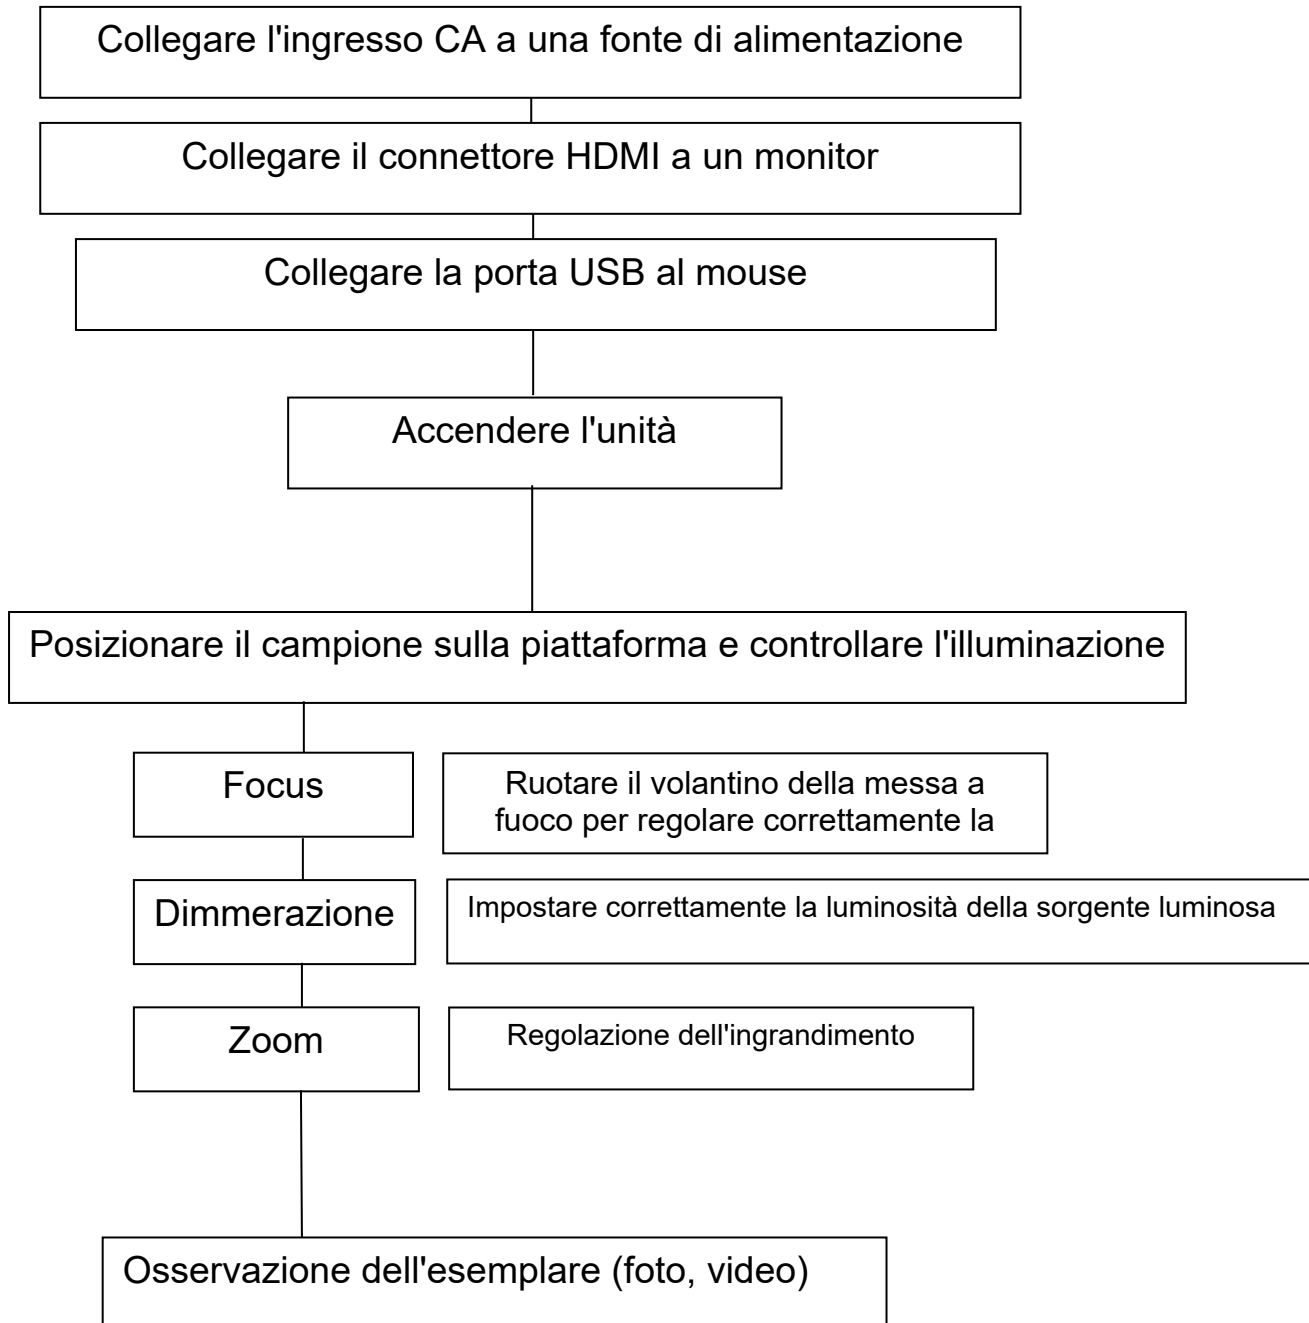 Collegare l'ingresso CA a una fonte di alimentazione
Collegare il connettore HDMI a un monitor
Collegare la porta USB al mouse
Accendere l'unità
Posizionare il campione sulla piattaforma e controllare l'illuminazione
Focus
Ruotare il volantino della messa a
fuoco per regolare correttamente la
Dimmerazione
Impostare correttamente la luminosità della sorgente luminosa
Zoom
Regolazione dell'ingrandimento
Osservazione dell'esemplare (foto, video)